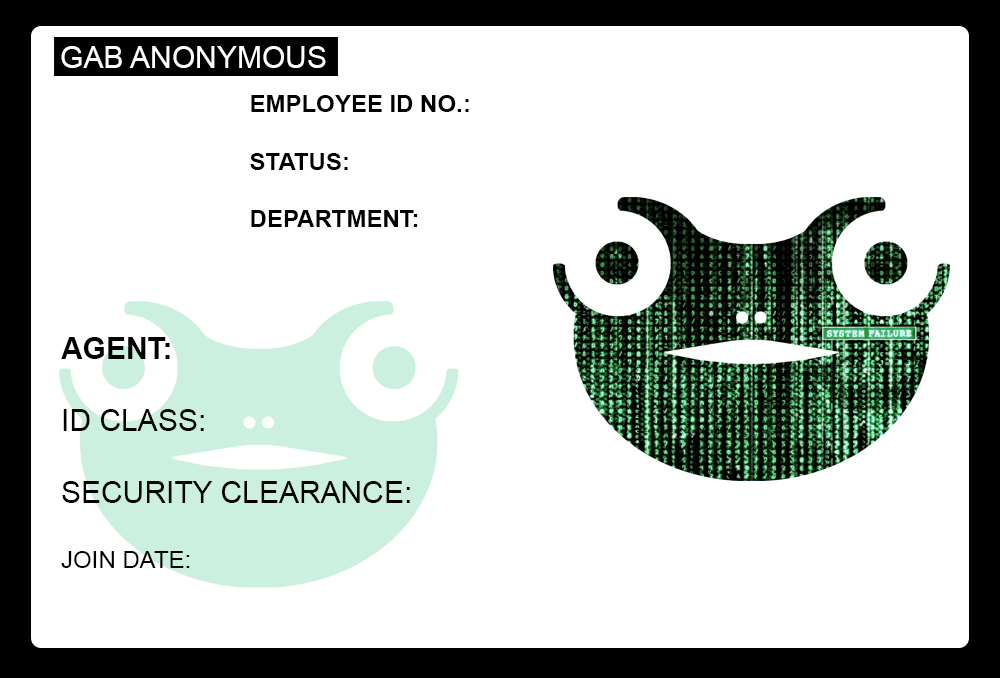 GAB ANONYMOUS
EMPLOYEE ID NO.:
STATUS:
DEPARTMENT:
SYSTEM FAILURE
AGENT:
ID CLASS:
SECURITY CLEARANCE:
JOIN DATE: